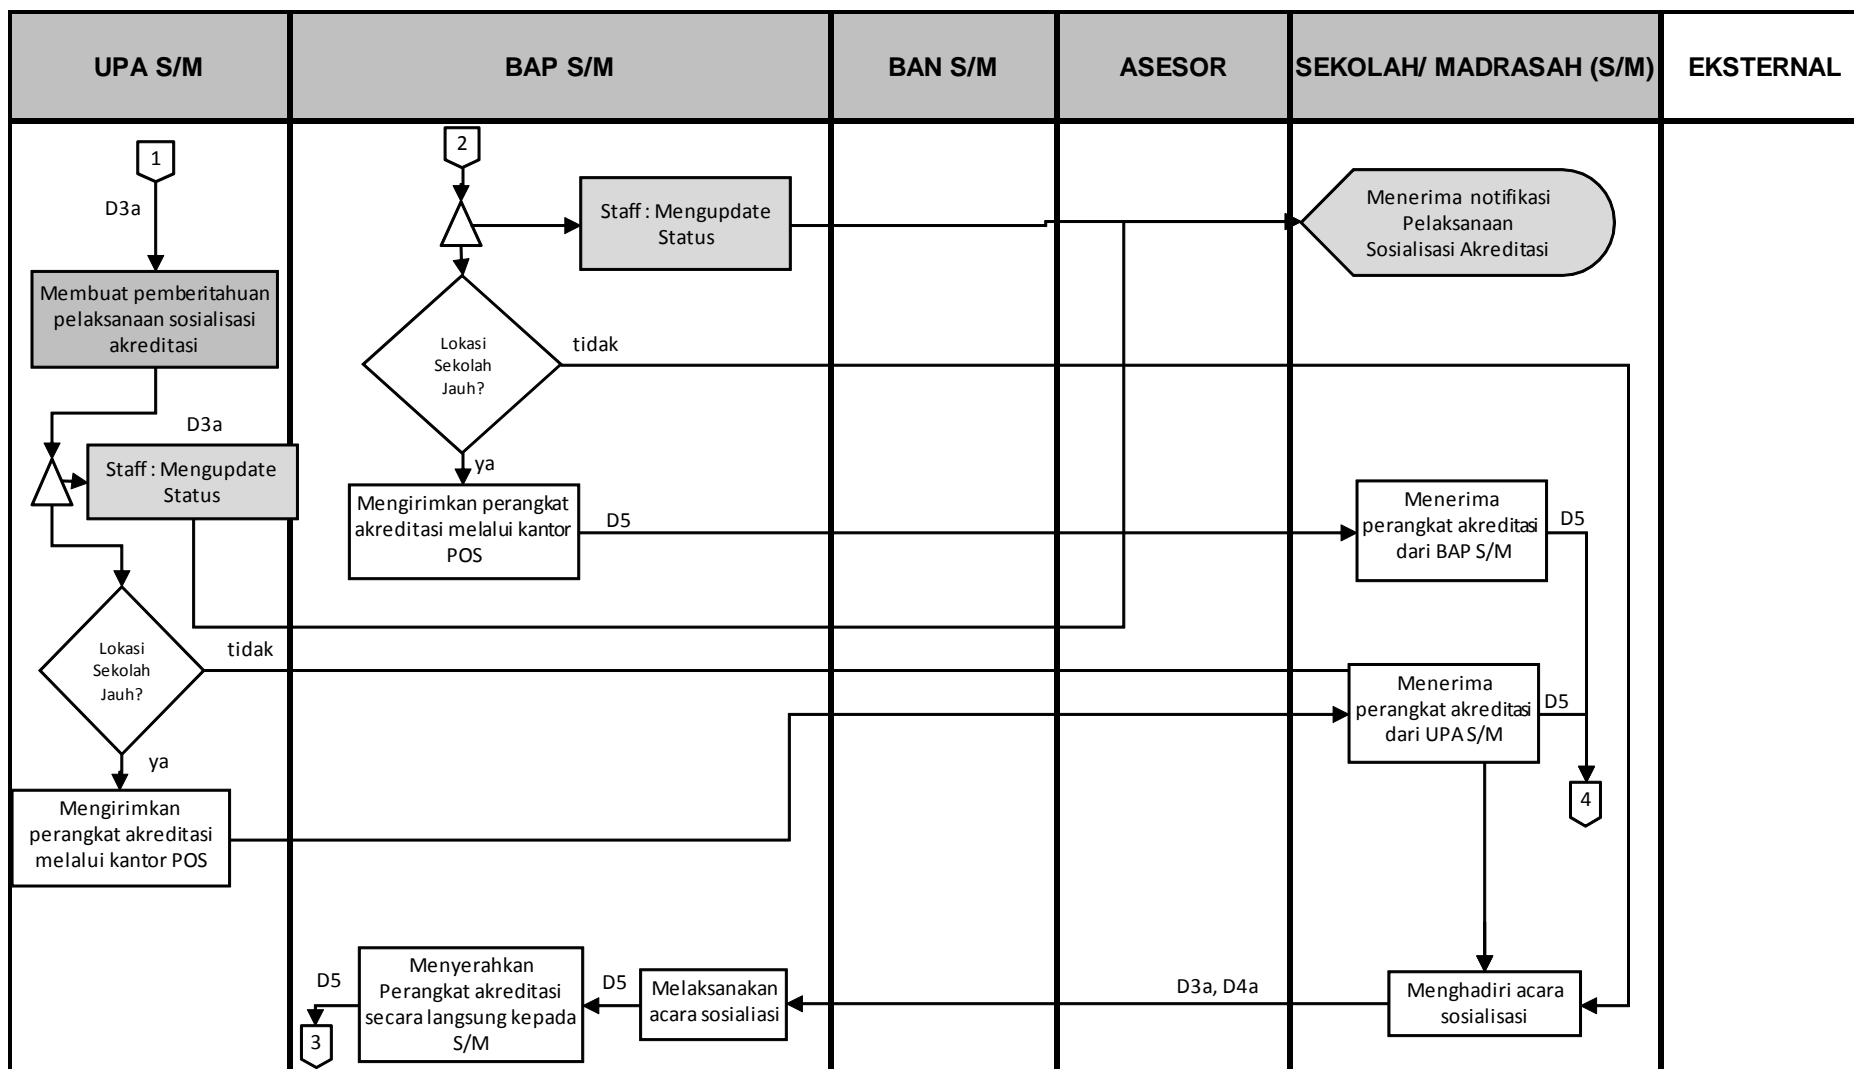 UPA S/M
BAP S/M
BAN S/M
ASESOR
SEKOLAH/ MADRASAH (S/M)
EKSTERNAL
1
D3a
Membuat pemberitahuan
pelaksanaan sosialisasi
akreditasi
D3a
Staff : Mengupdate
Status
Lokasi
Sekolah
Jauh?
tidak
ya
Mengirimkan
perangkat akreditasi
melalui kantor POS
2
Staff : Mengupdate
Status
Lokasi
Sekolah
Jauh?
tidak
ya
Mengirimkan perangkat
akreditasi melalui kantor
POS
D5
Menerima notifikasi
Pelaksanaan
Sosialisasi Akreditasi
Menerima
perangkat akreditasi
dari BAP S/M
D5
Menerima
perangkat akreditasi
dari UPA S/M
D5
4
Menghadiri acara
sosialisasi
D3a, D4a
Melaksanakan
acara sosialiasi
D5
Menyerahkan
Perangkat akreditasi
secara langsung kepada
S/M
D5
3